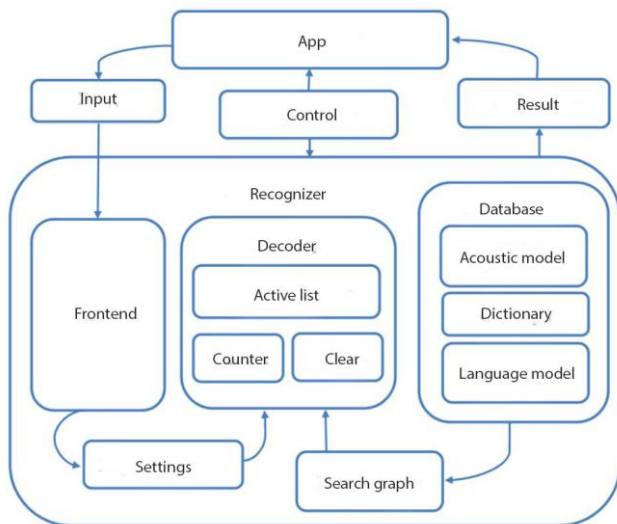 App
Input
Control
Result
Recognizer
Database
Decoder
Acoustic model
Active list
Frontend
Dictionary
Counter
Clear
Language model
Settings
Search graph